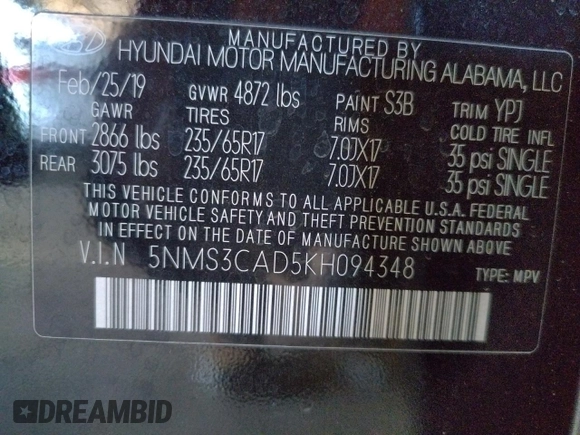 MANUFACTURED BY
HYUNDAI MOTOR MANUFACTURING ALABAMA, LLC
Feb/25/19 GVWR 4872 lbs PAINT S3B TRIM YPJ
GAWR TIRES RIMS COLD TIRE INFL
FRONT 2866 lbs 235/65R17 7.0JX17 35 psi SINGLE
REAR 3075 lbs 235/65R17 7.0JX17 35 psi SINGLE
THIS VEHICLE CONFORMS TO ALL APPLICABLE U.S.A. FEDERAL
MOTOR VEHICLE SAFETY AND THEFT PREVENTION STANDARDS
IN EFFECT ON THE DATE OF MANUFACTURE SHOWN ABOVE.
V.I.N 5NMS3CAD5KH094348 TYPE: MPV
DREAMBID